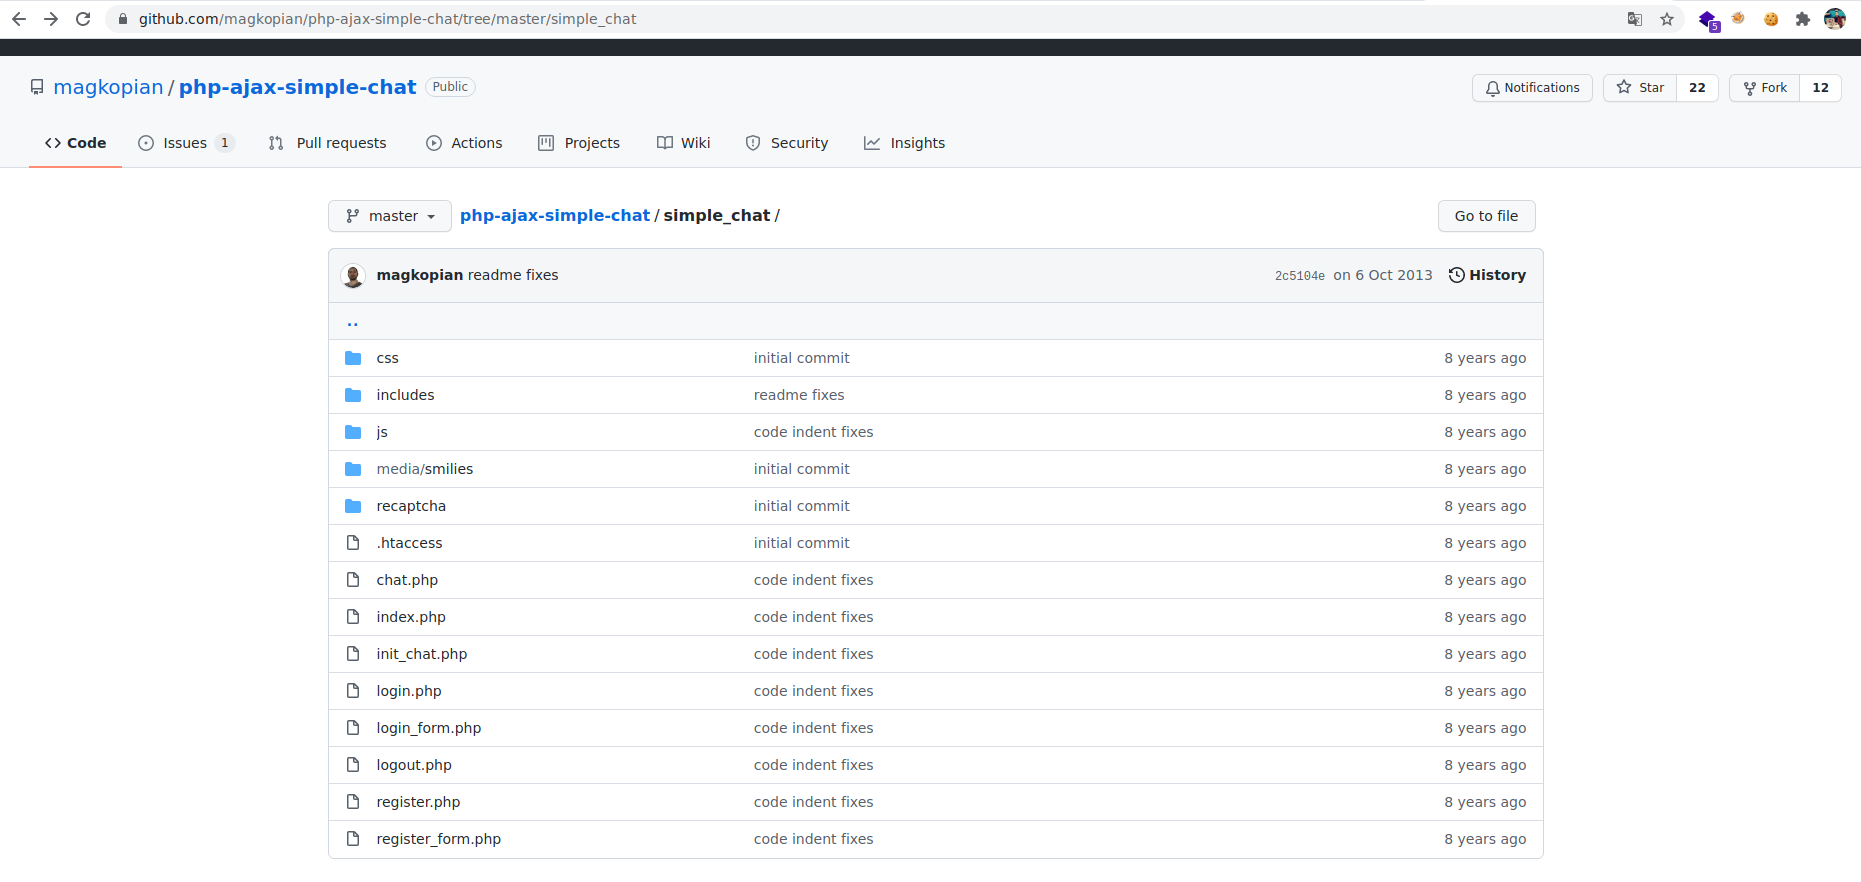 github.com/magkopian/php-ajax-simple-chat/tree/master/simple_chat
5
magkopian / php-ajax-simple-chat Public
Notifications Star 22 Fork 12
Code Issues 1 Pull requests Actions Projects Wiki Security Insights
master php-ajax-simple-chat / simple_chat / Go to file
magkopian readme fixes 2c5104e on 6 Oct 2013 History
..
css initial commit 8 years ago
includes readme fixes 8 years ago
js code indent fixes 8 years ago
media/smilies initial commit 8 years ago
recaptcha initial commit 8 years ago
.htaccess initial commit 8 years ago
chat.php code indent fixes 8 years ago
index.php code indent fixes 8 years ago
init_chat.php code indent fixes 8 years ago
login.php code indent fixes 8 years ago
login_form.php code indent fixes 8 years ago
logout.php code indent fixes 8 years ago
register.php code indent fixes 8 years ago
register_form.php code indent fixes 8 years ago